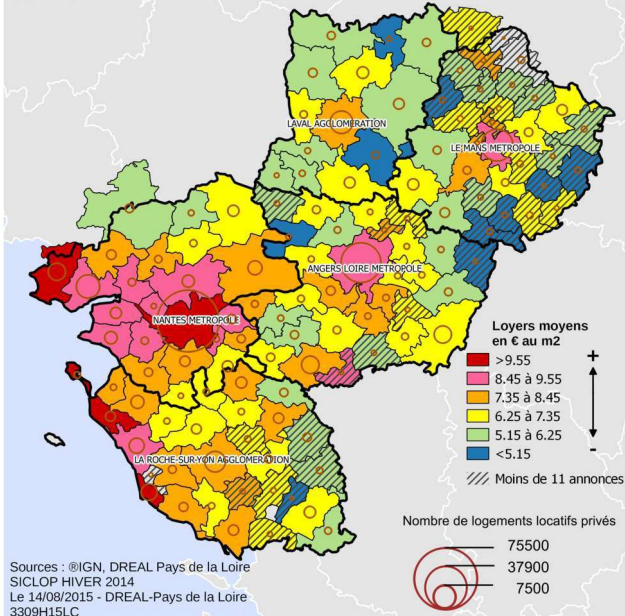 LAVAL AGGLOMERATION
LE MANS METROPOLE
ANGERS LOIRE METROPOLE
NANTES METROPOLE
LA ROCHE-SUR-YON AGGLOMERATION
Loyers moyens
en € au m2
>9.55
8.45 à 9.55
7.35 à 8.45
6.25 à 7.35
5.15 à 6.25
<5.15
+
-
Moins de 11 annonces
Nombre de logements locatifs privés
75500
37900
7500
Sources : ®IGN, DREAL Pays de la Loire
SICLOP HIVER 2014
Le 14/08/2015 - DREAL-Pays de la Loire
3309H15LC